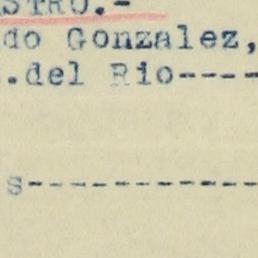 STRO.-
do Gonzalez,
.del Rio----
s-----------